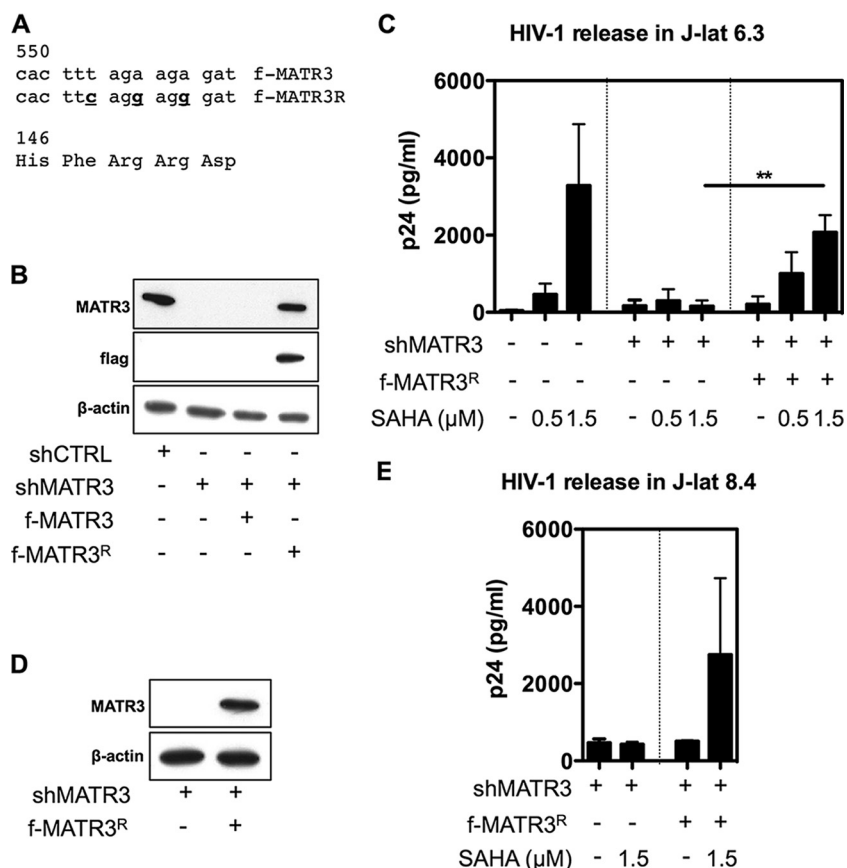 A
550
cac ttt aga aga gat f-MATR3
cac ttc agg agg gat f-MATR3R
146
His Phe Arg Arg Asp
B
MATR3
flag
β-actin
shCTRL + - - -
shMATR3 - + + +
f-MATR3 - - + -
f-MATR3ᴿ - - - +
C
HIV-1 release in J-lat 6.3
6000
4000
2000
0
p24 (pg/ml)
**
shMATR3 - - - + + + + + +
f-MATR3ᴿ - - - - - - + + +
SAHA (μM) - 0.5 1.5 - 0.5 1.5 - 0.5 1.5
D
MATR3
β-actin
shMATR3 + +
f-MATR3ᴿ - +
E
HIV-1 release in J-lat 8.4
6000
4000
2000
0
p24 (pg/ml)
shMATR3 + + + +
f-MATR3ᴿ - - + +
SAHA (μM) - 1.5 - 1.5